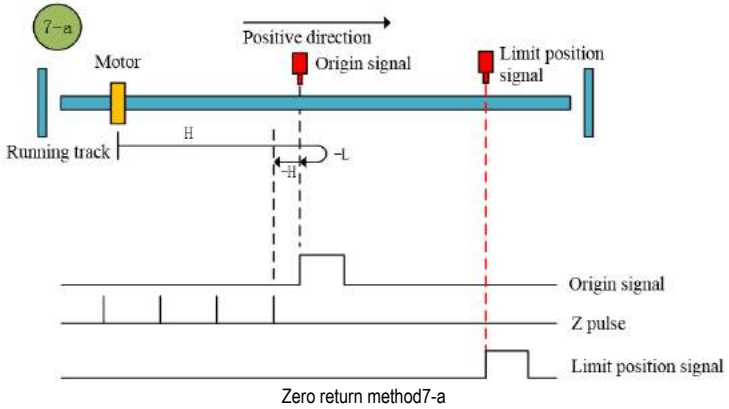 7-a
Positive direction
Motor
Origin signal
Limit position
signal
H
Running track
-L
-H
Origin signal
Z pulse
Limit position signal
Zero return method7-a